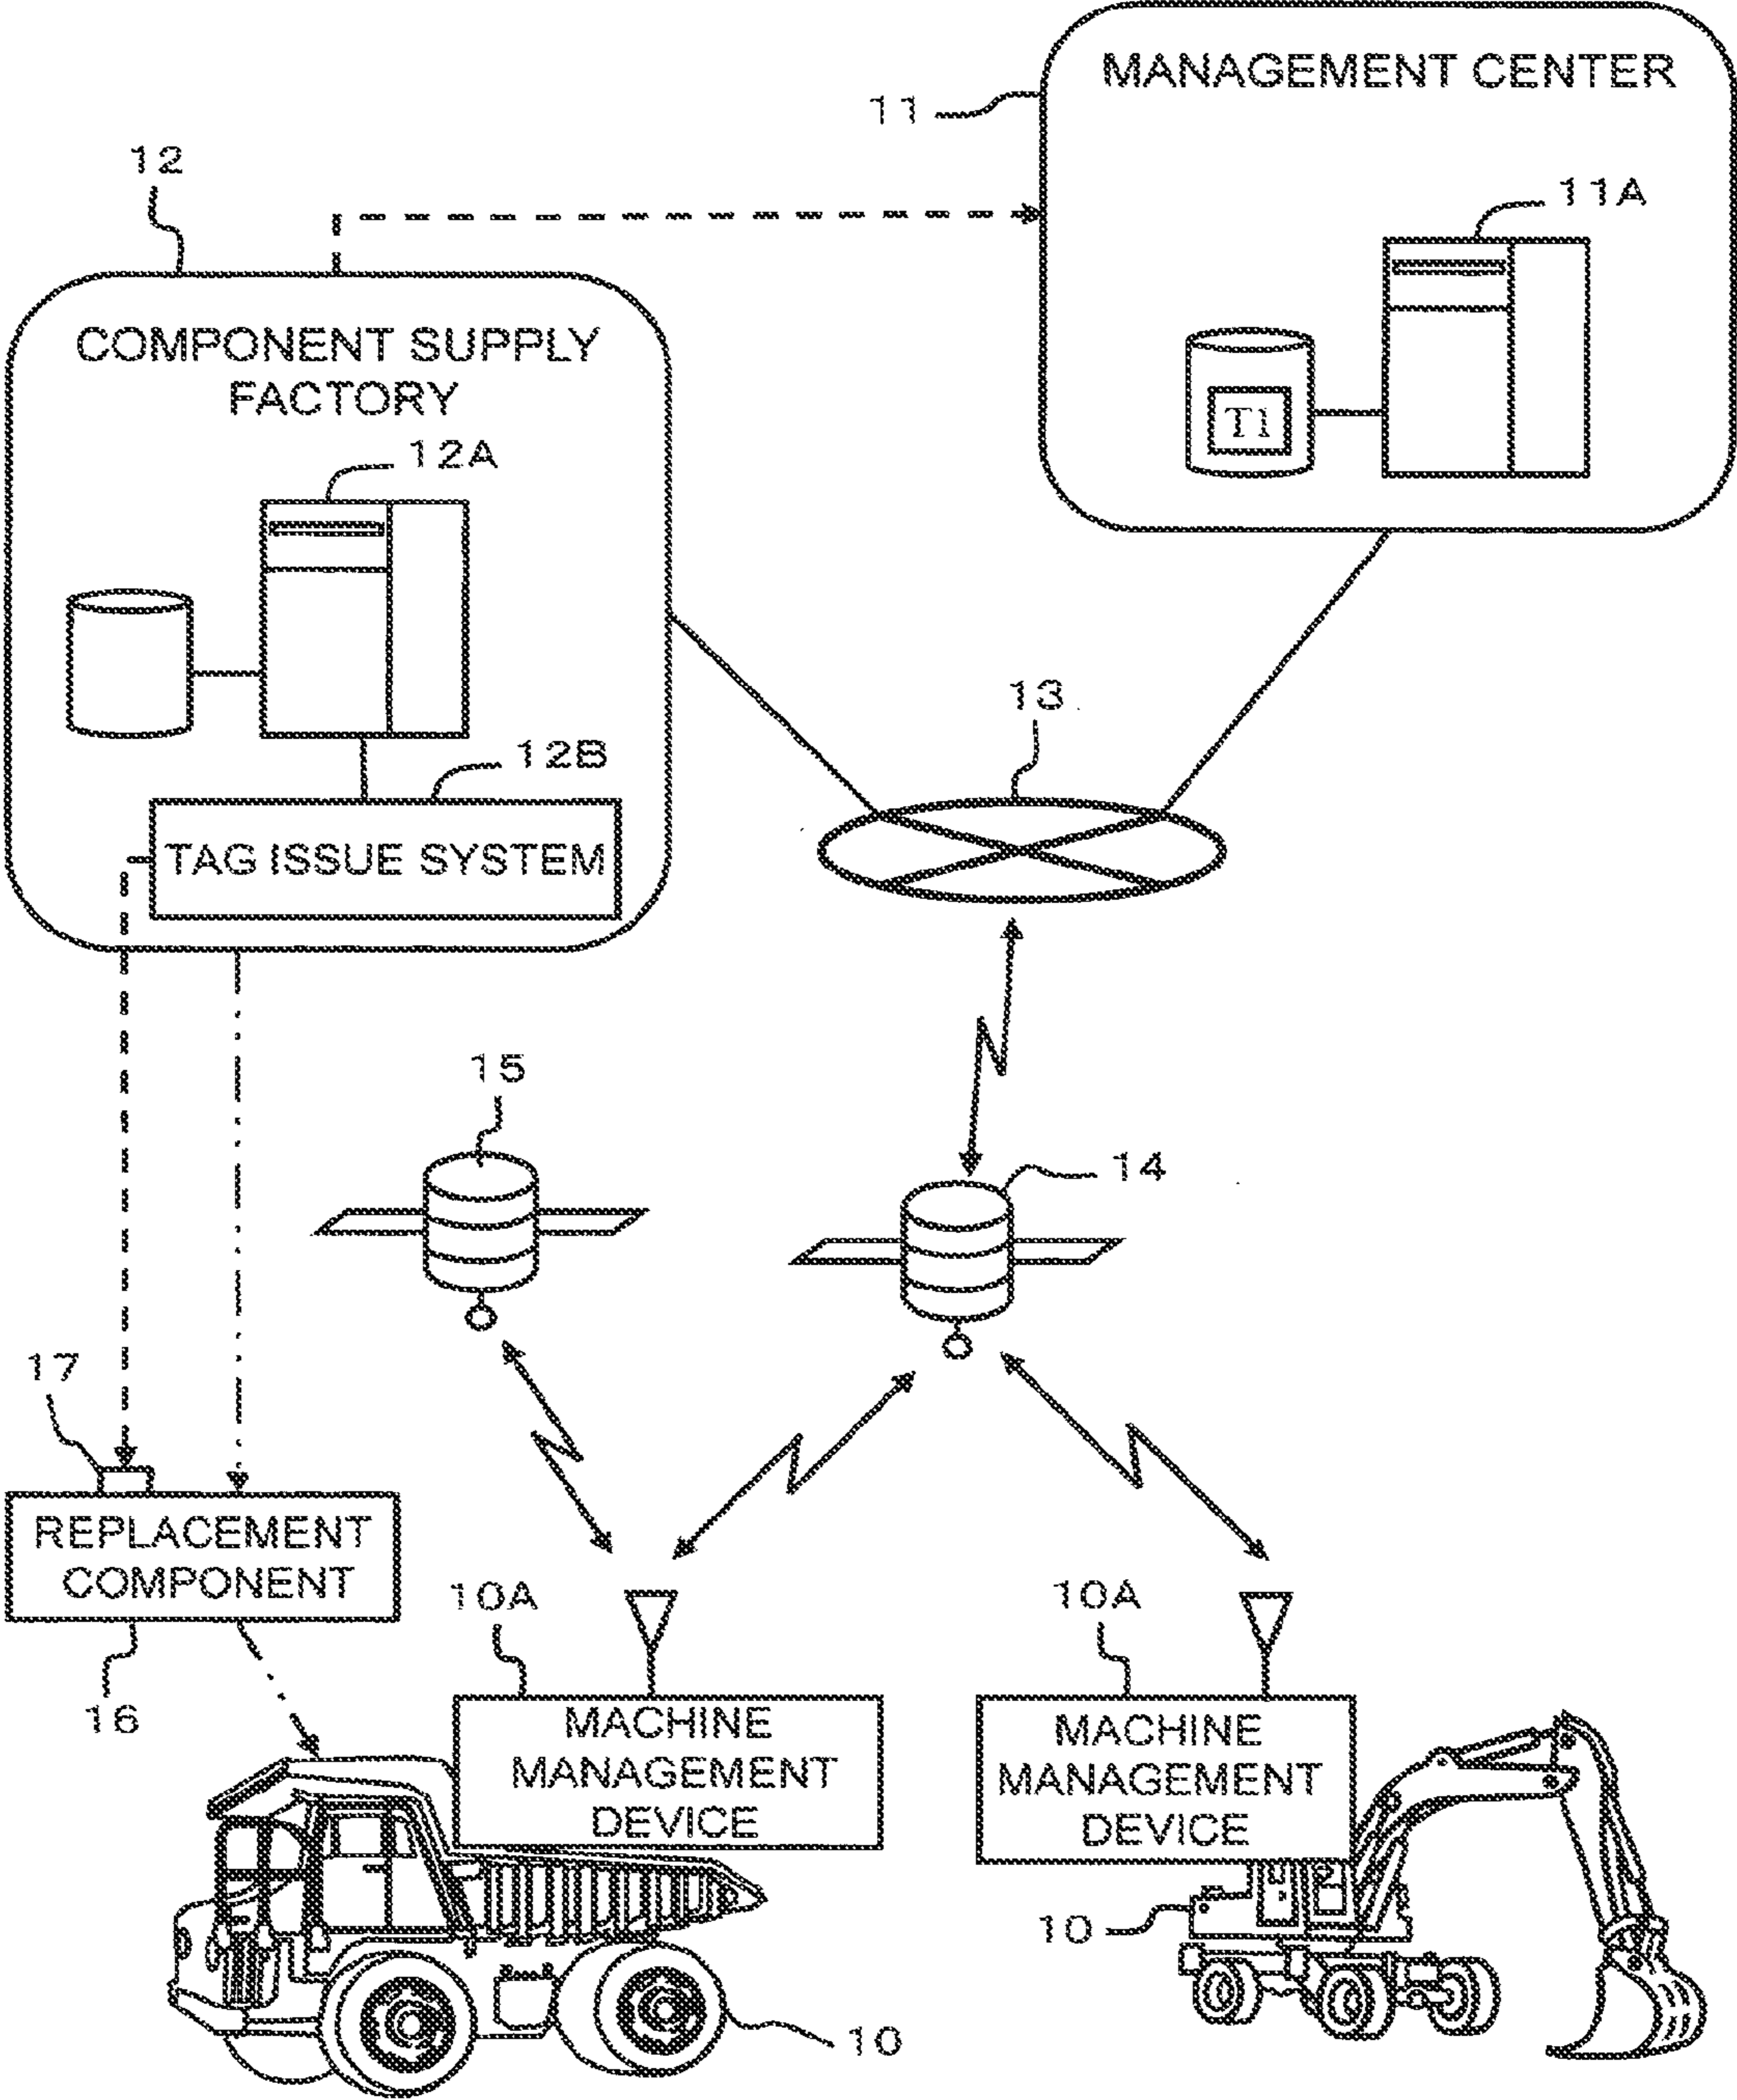 MANAGEMENT CENTER
11
12
11A
COMPONENT SUPPLY
FACTORY
T1
12A
13
12B
TAG ISSUE SYSTEM
15
14
17
REPLACEMENT
COMPONENT
10A
10A
16
MACHINE
MANAGEMENT
DEVICE
MACHINE
MANAGEMENT
DEVICE
10
10